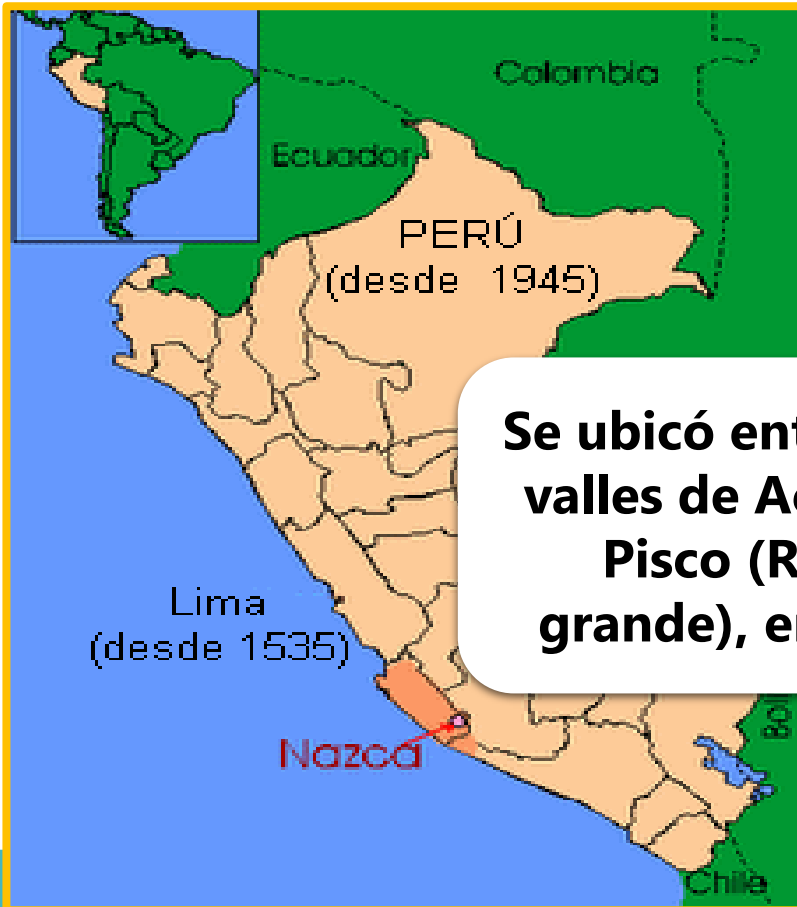 Colombia
Ecuador
PERÚ
(desde 1945)
Se ubicó
valles de
Pisco
grande),
Lima
(desde 1535)
Nazca
Chile